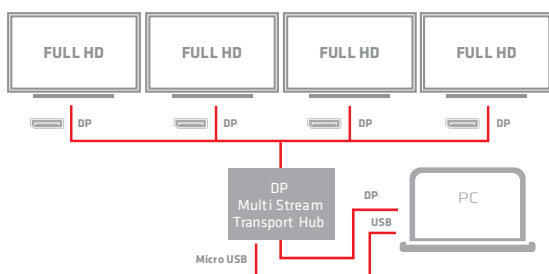 FULL HD
FULL HD
FULL HD
FULL HD
DP
DP
DP
DP
DP
Multi Stream
Transport Hub
DP
PC
USB
Micro USB